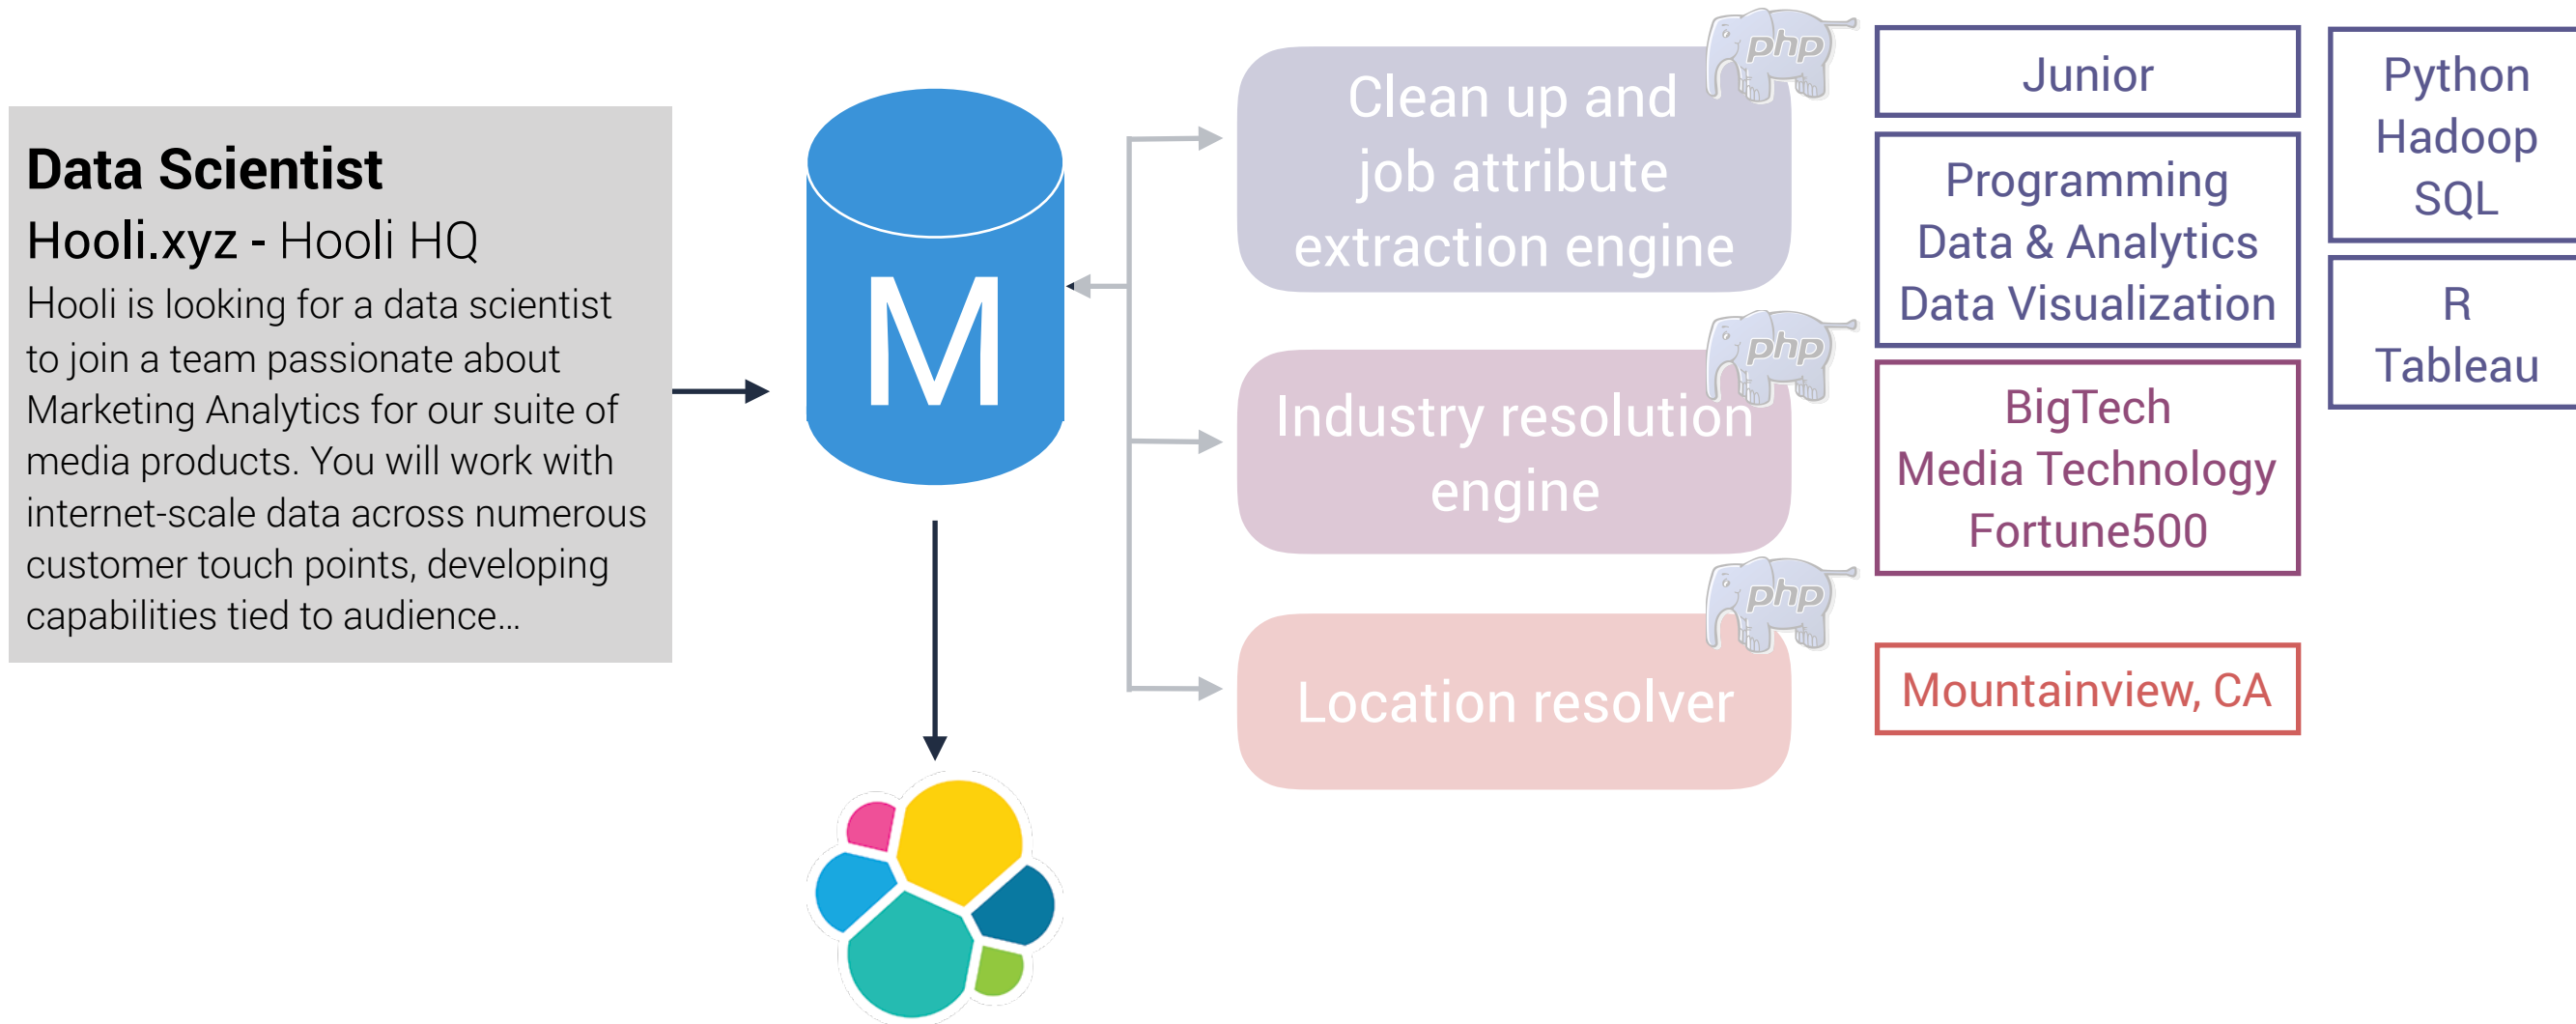 Data Scientist
Hooli.xyz - Hooli HQ
Hooli is looking for a data scientist
to join a team passionate about
Marketing Analytics for our suite of
media products. You will work with
internet-scale data across numerous
customer touch points, developing
capabilities tied to audience...
M
Clean up and
job attribute
extraction engine
php
Industry resolution
engine
php
Location resolver
php
Junior
Programming
Data & Analytics
Data Visualization
BigTech
Media Technology
Fortune500
Mountainview, CA
Python
Hadoop
SQL
R
Tableau